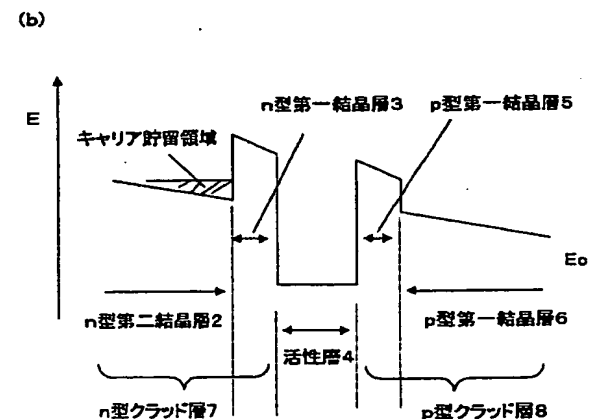 (b)
n型第一結晶層3
p型第一結晶層5
E
キャリア貯留領域
Eo
n型第二結晶層2
p型第一結晶層6
活性層4
n型クラッド層7
p型クラッド層8